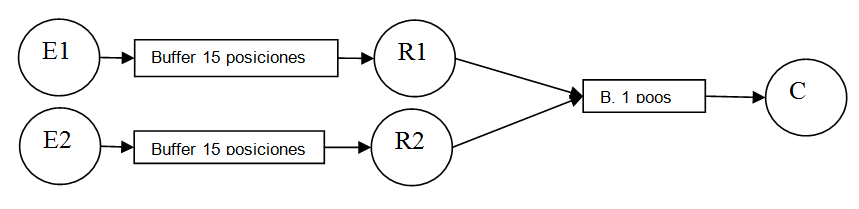 E1
Buffer 15 posiciones
R1
E2
Buffer 15 posiciones
R2
B. 1 poos
C